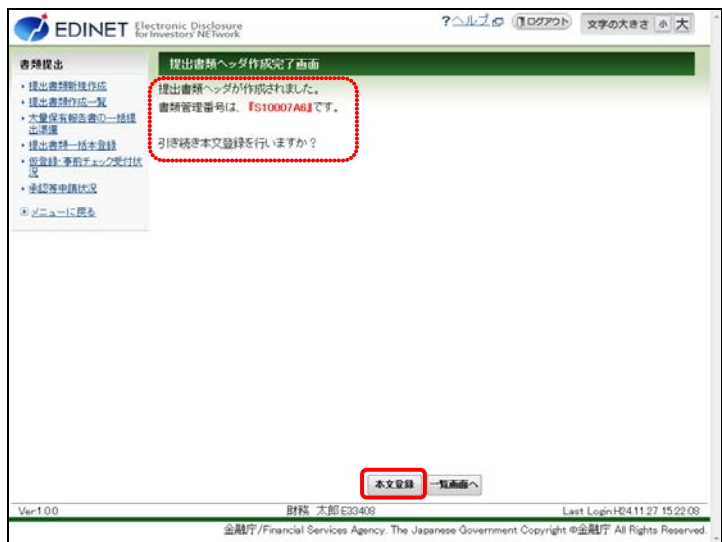 EDINET Electronic Disclosure for Investors' NETwork
?ヘルプ ログアウト 文字の大きさ 小 大
書類提出
・提出書類新規作成
・提出書類作成一覧
・大量保有報告書の一括提
出準備
・提出書類一括本登録
・仮登録・事前チェック受付状
況
・承認等申請状況
メニューに戻る
提出書類ヘッダ作成完了画面
提出書類ヘッダが作成されました。
書類管理番号は、『S10007A6』です。
引き続き本文登録を行いますか?
本文登録 一覧画面へ
Ver.1.0.0 財務 太郎 E33408 Last Login:H24.11.27 15:22:08
金融庁/Financial Services Agency. The Japanese Government Copyright ©金融庁 All Rights Reserved.